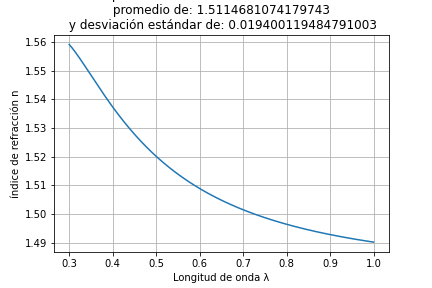 promedio de: 1.5114681074179743
y desviación estándar de: 0.019400119484791003
1.56
1.55
1.54
1.53
1.52
1.51
1.50
1.49
Índice de refracción n
0.3 0.4 0.5 0.6 0.7 0.8 0.9 1.0
Longitud de onda λ